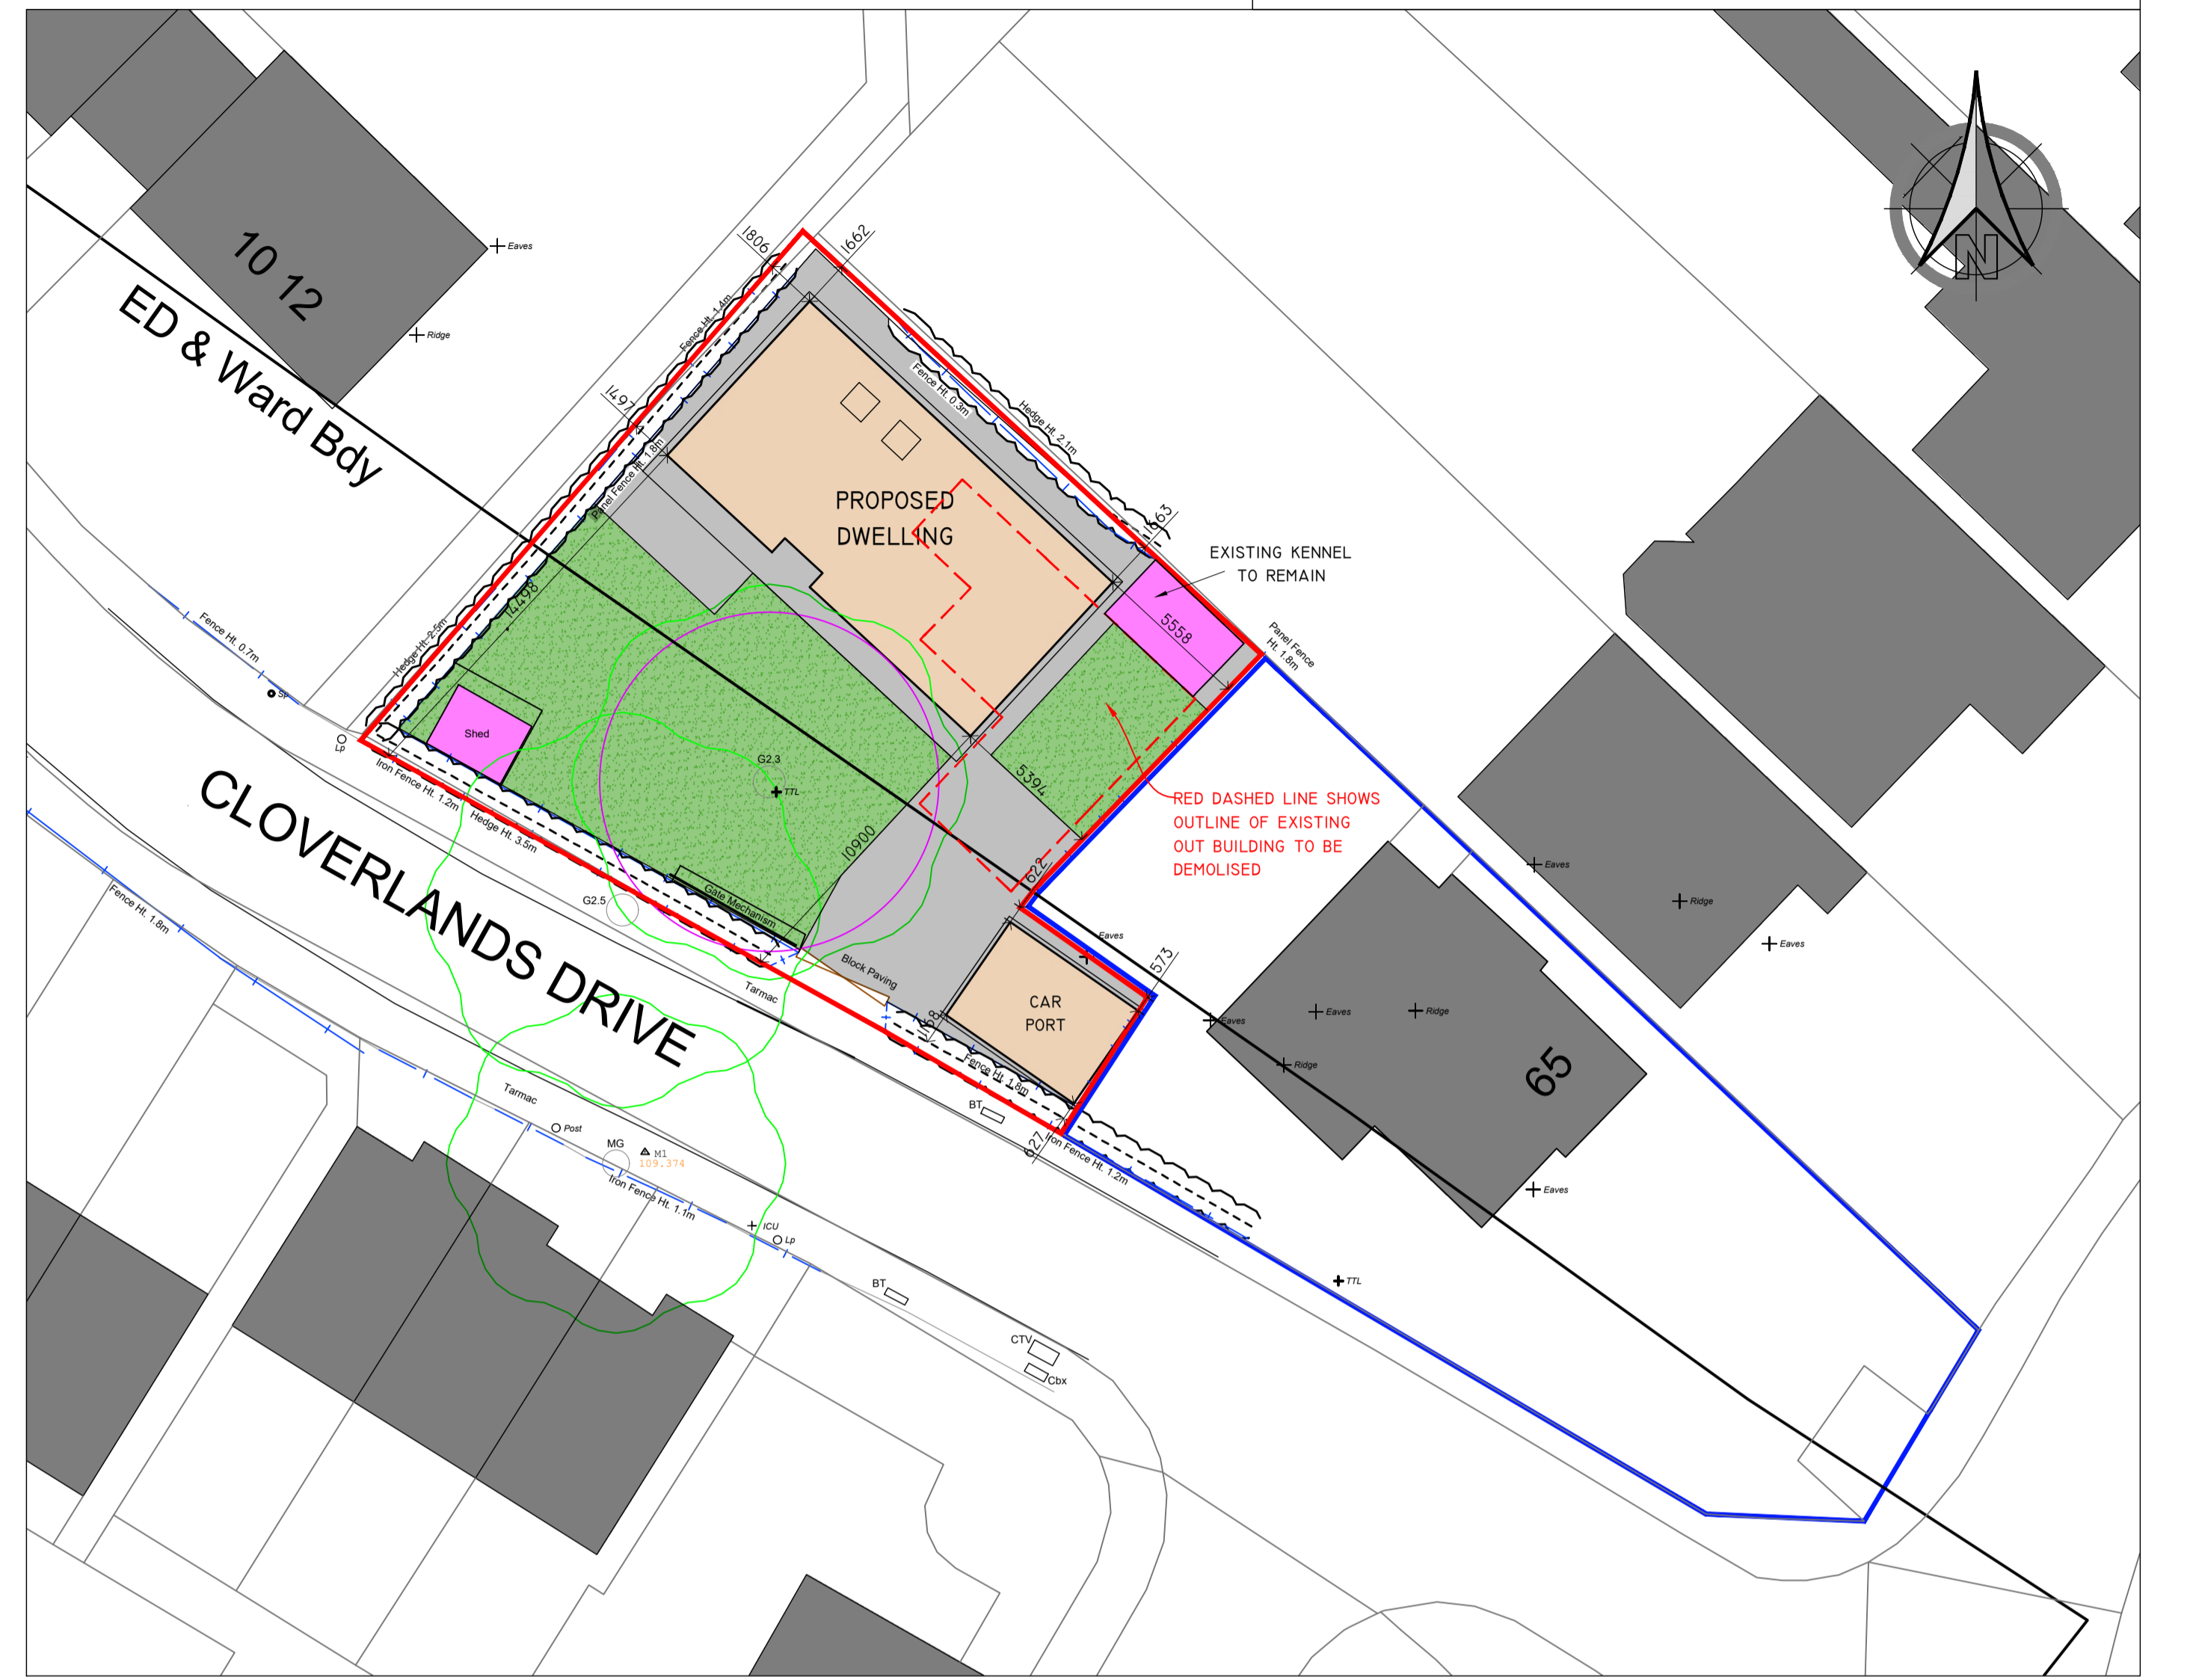 10 12
Eaves
Ridge
ED & Ward Bdy
N
1806
1662
Fence Ht. 1.4m
1497
Panel Fence Ht. 1.8m
Fence Ht. 0.3m
Hedge Ht. 2.1m
PROPOSED
DWELLING
1663
EXISTING KENNEL
TO REMAIN
5558
Panel Fence
Ht. 1.8m
14498
Hedge Ht. 2.5m
Fence Ht. 0.7m
Sp
Lp
Shed
Iron Fence Ht. 1.2m
Hedge Ht. 3.5m
G2.3
TTL
5394
RED DASHED LINE SHOWS
OUTLINE OF EXISTING
OUT BUILDING TO BE
DEMOLISED
10900
622
CLOVERLANDS DRIVE
G2.5
Gate Mechanism
Block Paving
Tarmac
Eaves
573
CAR
PORT
Fence Ht. 1.8m
BT
627
Iron Fence Ht. 1.2m
Eaves
Eaves
Ridge
Ridge
65
Eaves
Eaves
Ridge
Eaves
Fence Ht. 1.8m
Tarmac
Post
MG
M1
109.374
Iron Fence Ht. 1.1m
ICU
Lp
BT
CTV
Cbx
TTL